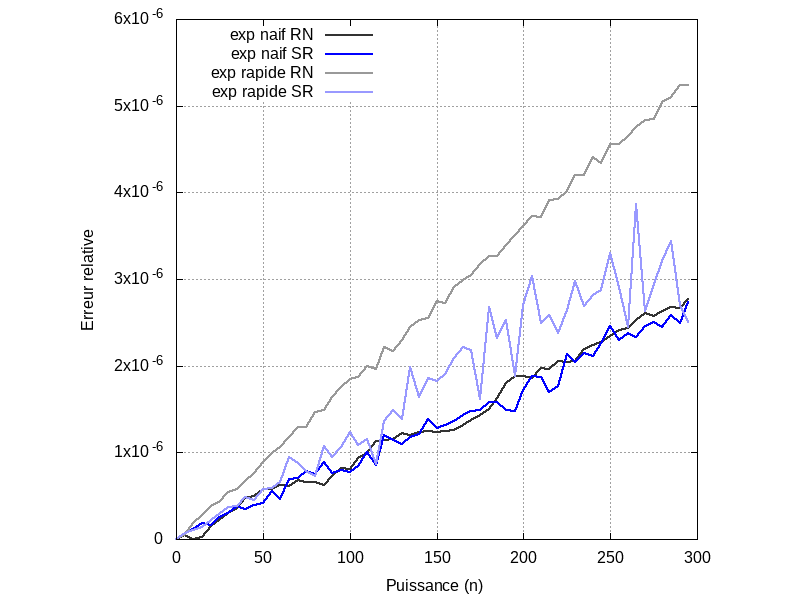 6x10-6
5x10-6
4x10-6
3x10-6
2x10-6
1x10-6
0
exp naif RN
exp naif SR
exp rapide RN
exp rapide SR
Erreur relative
0 50 100 150 200 250 300
Puissance (n)